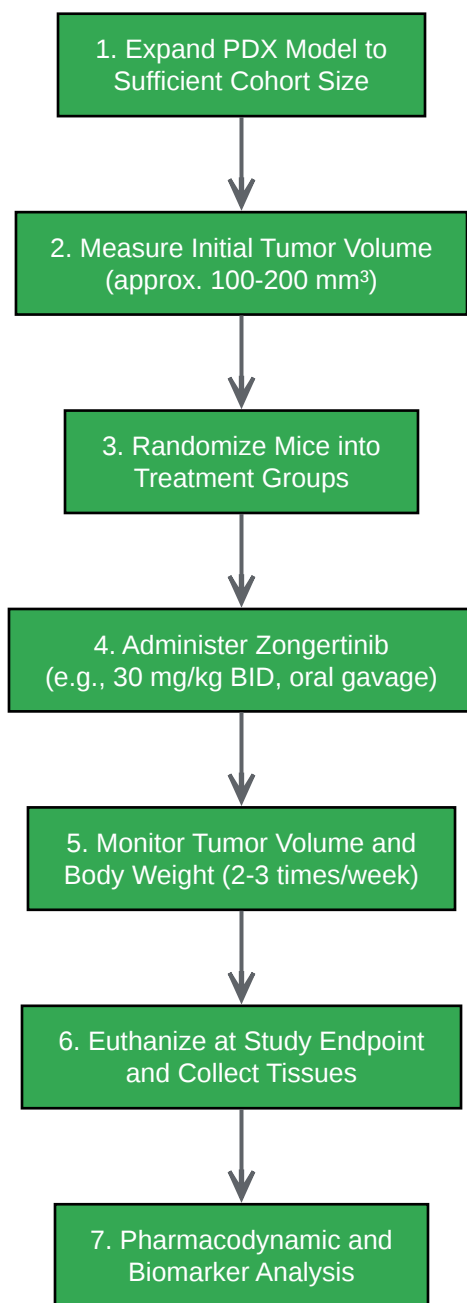 1. Expand PDX Model to
Sufficient Cohort Size
2. Measure Initial Tumor Volume
(approx. 100-200 mm³)
3. Randomize Mice into
Treatment Groups
4. Administer Zongertinib
(e.g., 30 mg/kg BID, oral gavage)
5. Monitor Tumor Volume and
Body Weight (2-3 times/week)
6. Euthanize at Study Endpoint
and Collect Tissues
7. Pharmacodynamic and
Biomarker Analysis